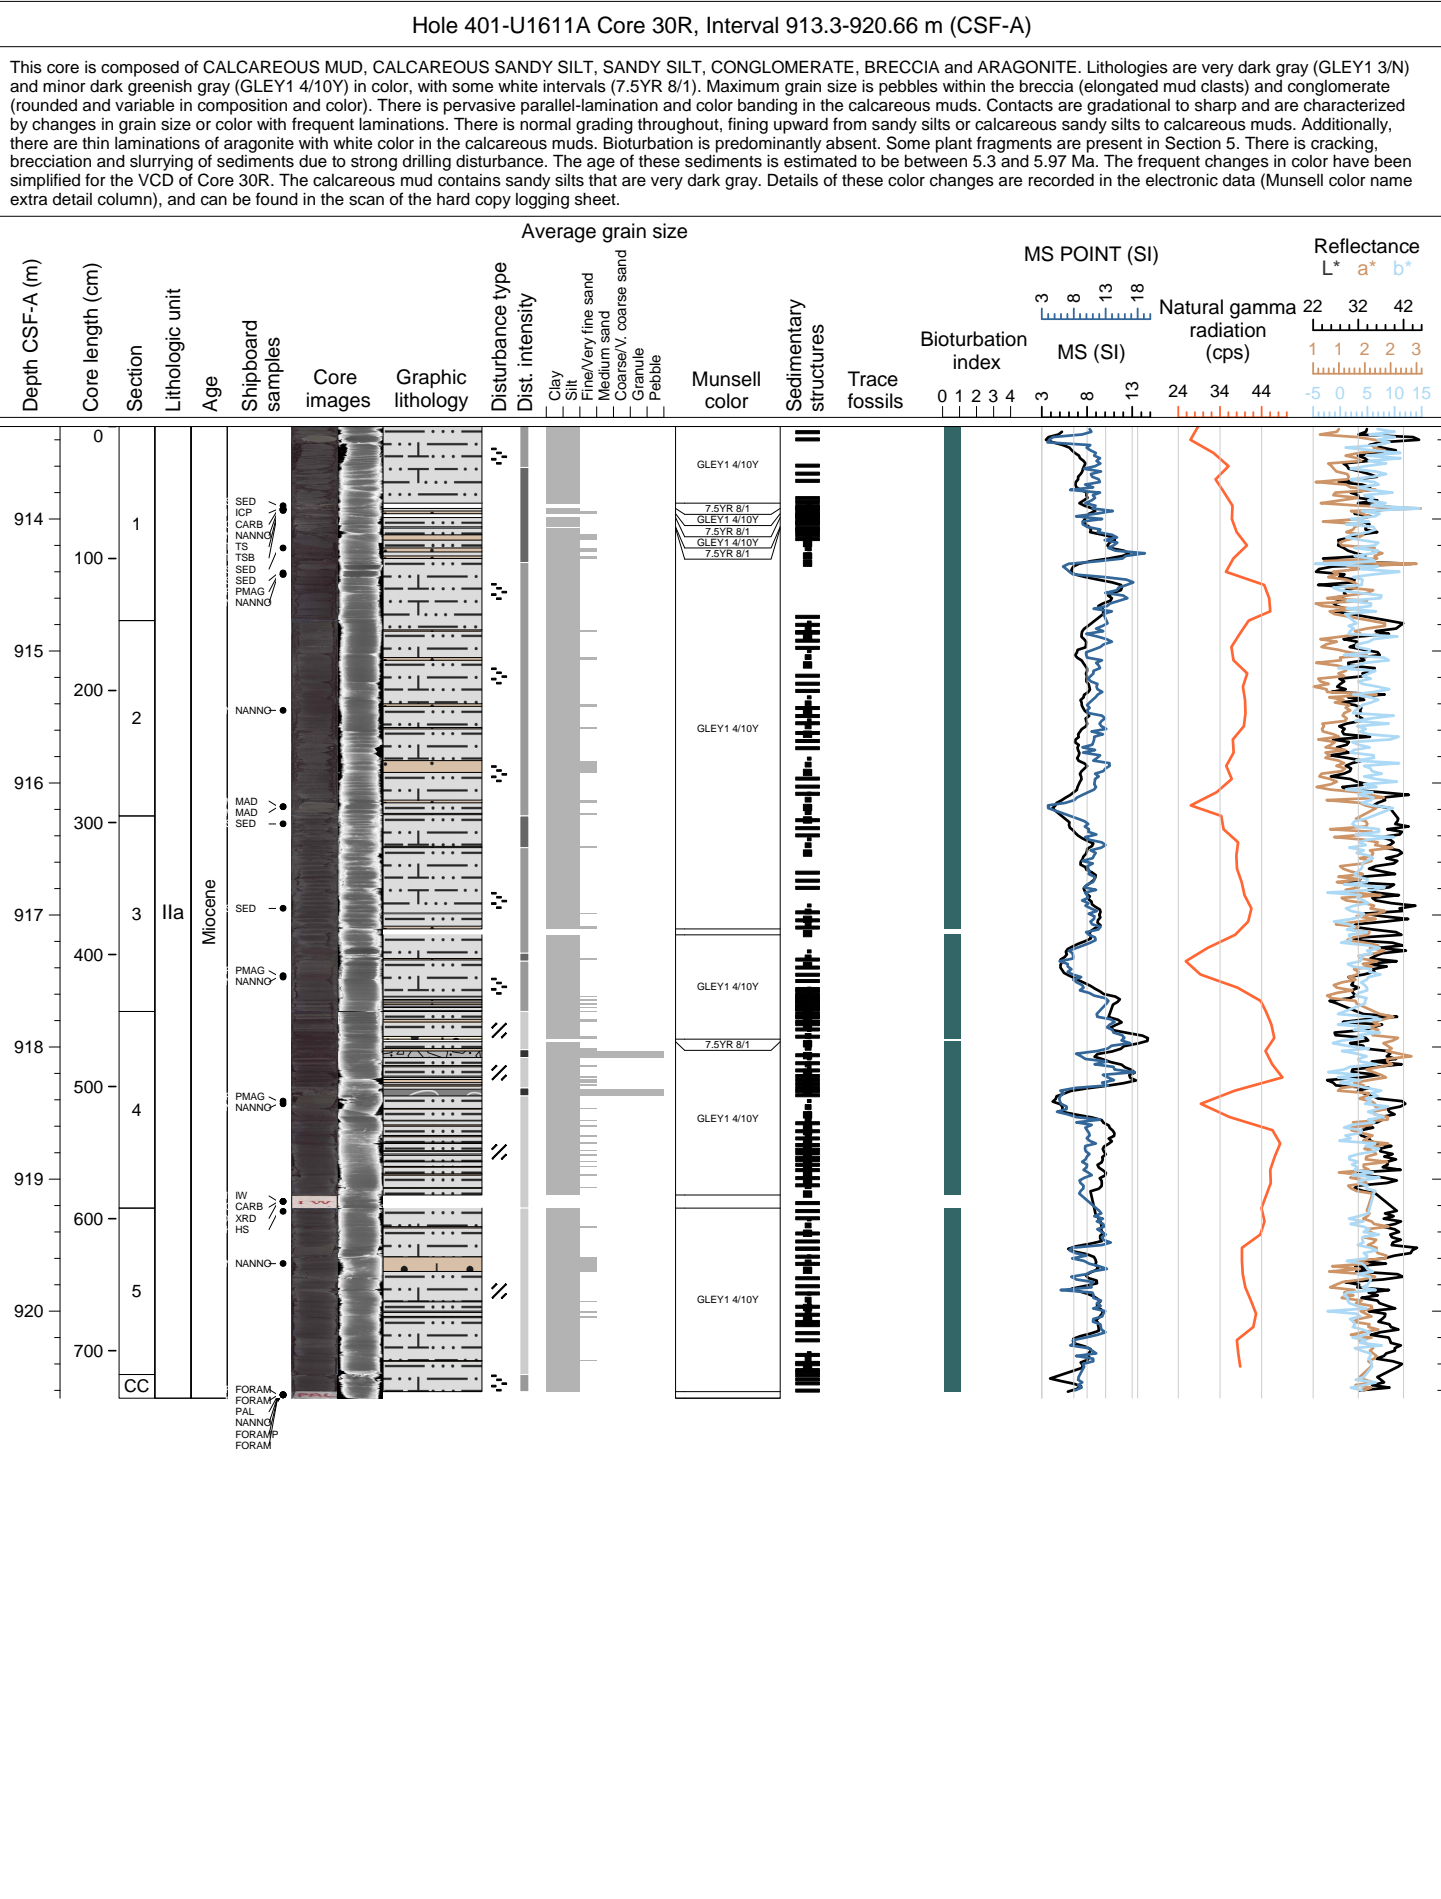 Hole 401-U1611A Core 30R, Interval 913.3-920.66 m (CSF-A)
This core is composed of CALCAREOUS MUD, CALCAREOUS SANDY SILT, SANDY SILT, CONGLOMERATE, BRECCIA and ARAGONITE. Lithologies are very dark gray (GLEY1 3/N)
and minor dark greenish gray (GLEY1 4/10Y) in color, with some white intervals (7.5YR 8/1). Maximum grain size is pebbles within the breccia (elongated mud clasts) and conglomerate
(rounded and variable in composition and color). There is pervasive parallel-lamination and color banding in the calcareous muds. Contacts are gradational to sharp and are characterized
by changes in grain size or color with frequent laminations. There is normal grading throughout, fining upward from sandy silts or calcareous sandy silts to calcareous muds. Additionally,
there are thin laminations of aragonite with white color in the calcareous muds. Bioturbation is predominantly absent. Some plant fragments are present in Section 5. There is cracking,
brecciation and slurrying of sediments due to strong drilling disturbance. The age of these sediments is estimated to be between 5.3 and 5.97 Ma. The frequent changes in color have been
simplified for the VCD of Core 30R. The calcareous mud contains sandy silts that are very dark gray. Details of these color changes are recorded in the electronic data (Munsell color name
extra detail column), and can be found in the scan of the hard copy logging sheet.
Depth CSF-A (m)
Core length (cm)
Section
Lithologic unit
Age
Shipboard
samples
Core
images
Graphic
lithology
Disturbance type
Dist. intensity
Average grain size
Clay
Silt
Fine/Very fine sand
Medium sand
Coarse/V. coarse sand
Granule
Pebble
Munsell
color
Sedimentary
structures
Trace
fossils
Bioturbation
index
0 1 2 3 4
MS POINT (SI)
3 8 13 18
MS (SI)
3 8 13
Natural gamma
radiation
(cps)
24 34 44
Reflectance
L* a* b*
22 32 42
1 1 2 2 3
-5 0 5 10 15
914
915
916
917
918
919
920
0
100
200
300
400
500
600
700
1
2
3
4
5
CC
IIa
Miocene
SED
ICP
CARB
NANNO
TS
TSB
SED
SED
PMAG
NANNO
NANNO
MAD
MAD
SED
SED
PMAG
NANNO
PMAG
NANNO
IW
CARB
XRD
HS
NANNO
FORAM
FORAM
PAL
NANNO
FORAMP
FORAM
IW
PAL
GLEY1 4/10Y
7.5YR 8/1
GLEY1 4/10Y
7.5YR 8/1
GLEY1 4/10Y
7.5YR 8/1
GLEY1 4/10Y
GLEY1 4/10Y
7.5YR 8/1
GLEY1 4/10Y
GLEY1 4/10Y